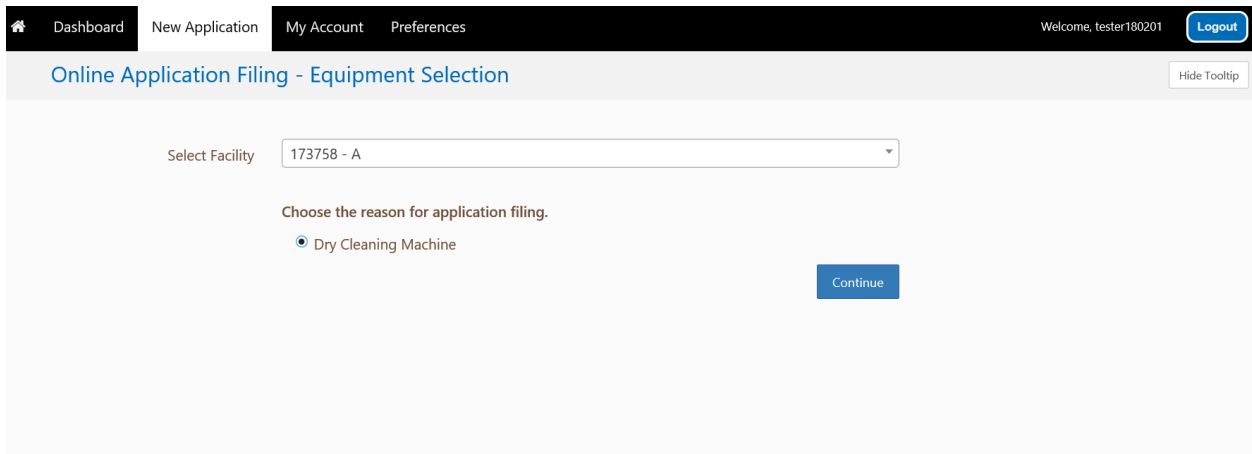 Dashboard New Application My Account Preferences Welcome, tester180201 Logout
Online Application Filing - Equipment Selection Hide Tooltip
Select Facility 173758 - A
Choose the reason for application filing.
Dry Cleaning Machine
Continue